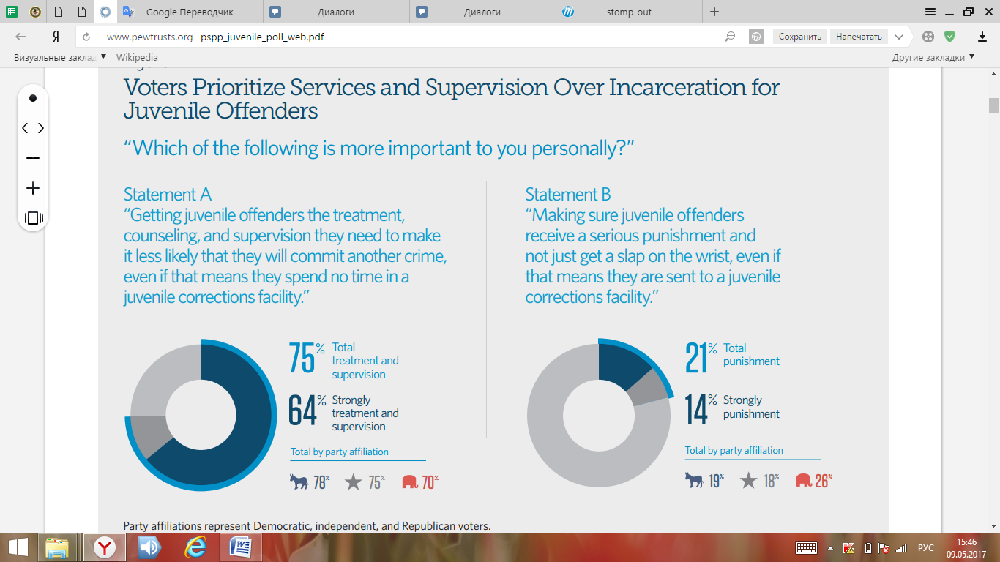 Google Переводчик
Диалоги
Диалоги
stomp-out
Я
www.pewtrusts.org pspp_juvenile_poll_web.pdf
Сохранить
Напечатать
Визуальные заклад
Wikipedia
Другие закладки
Voters Prioritize Services and Supervision Over Incarceration for
Juvenile Offenders
“Which of the following is more important to you personally?”
Statement A
“Getting juvenile offenders the treatment,
counseling, and supervision they need to make
it less likely that they will commit another crime,
even if that means they spend no time in a
juvenile corrections facility.”
75% Total
treatment and
supervision
64% Strongly
treatment and
supervision
Total by party affiliation
78% 75% 70%
Statement B
“Making sure juvenile offenders
receive a serious punishment and
not just get a slap on the wrist, even if
that means they are sent to a juvenile
corrections facility.”
21% Total
punishment
14% Strongly
punishment
Total by party affiliation
19% 18% 26%
Party affiliations represent Democratic, independent, and Republican voters.
РУС
15:46
09.05.2017